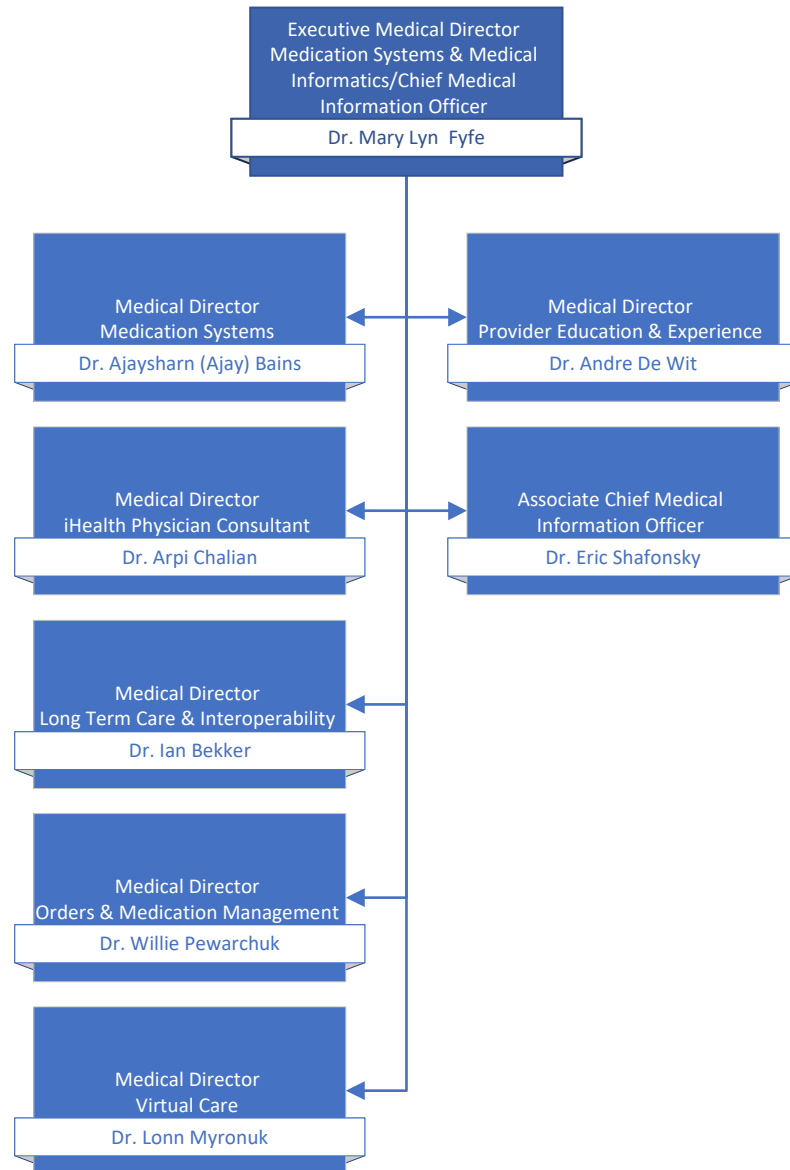 Executive Medical Director
Medication Systems & Medical
Informatics/Chief Medical
Information Officer
Dr. Mary Lyn  Fyfe
Medical Director
Medication Systems
Dr. Ajaysharn (Ajay) Bains
Medical Director
Provider Education & Experience
Dr. Andre De Wit
Medical Director
iHealth Physician Consultant
Dr. Arpi Chalian
Associate Chief Medical
Information Officer
Dr. Eric Shafonsky
Medical Director
Long Term Care & Interoperability
Dr. Ian Bekker
Medical Director
Orders & Medication Management
Dr. Willie Pewarchuk
Medical Director
Virtual Care
Dr. Lonn Myronuk